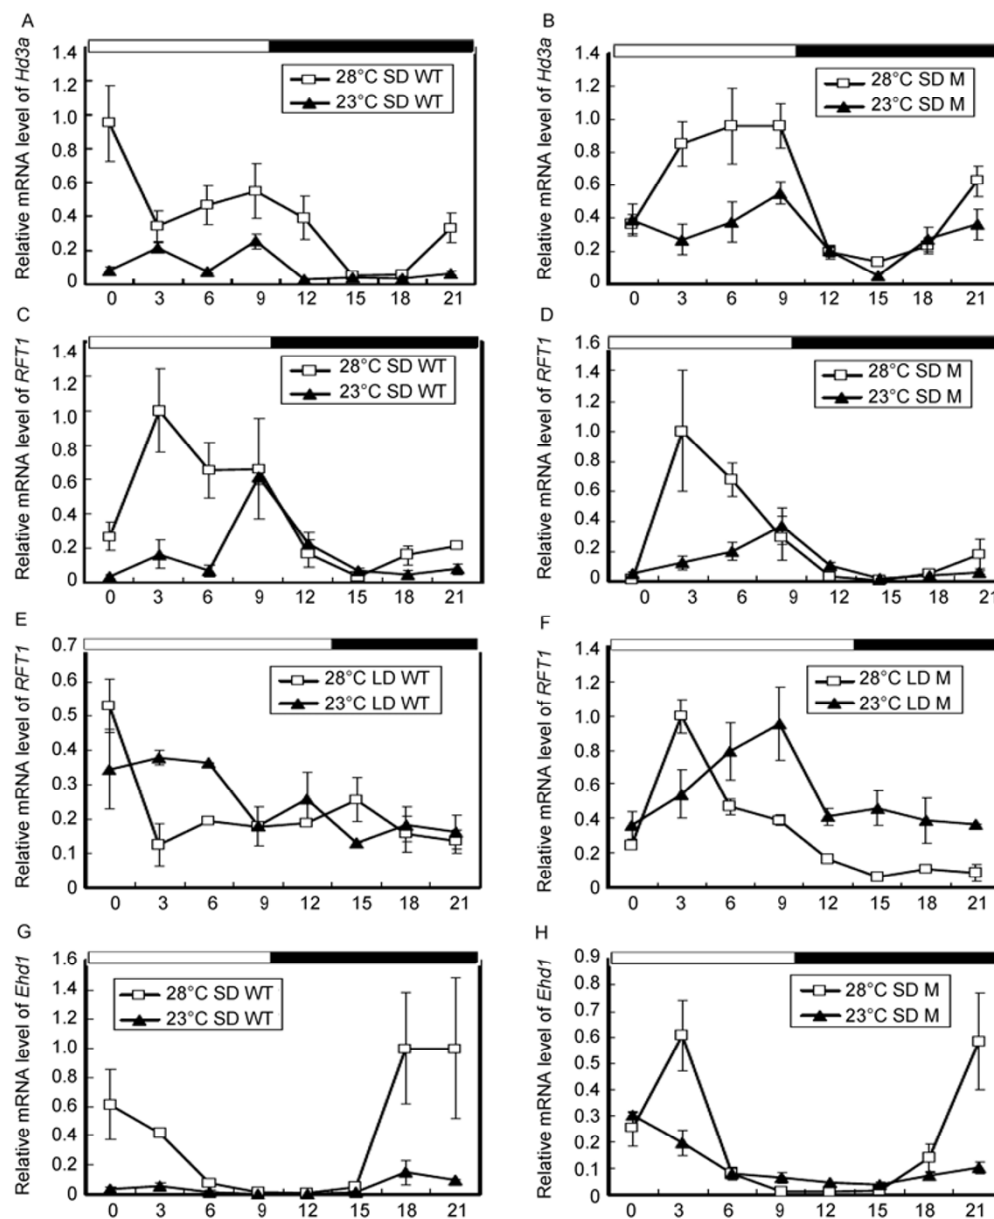 A
Relative mRNA level of Hd3a
1.4
1.2
1.0
0.8
0.6
0.4
0.2
0
28°C SD WT
23°C SD WT
0 3 6 9 12 15 18 21
B
Relative mRNA level of Hd3a
1.4
1.2
1.0
0.8
0.6
0.4
0.2
0
28°C SD M
23°C SD M
0 3 6 9 12 15 18 21
C
Relative mRNA level of RFT1
1.4
1.2
1.0
0.8
0.6
0.4
0.2
0
28°C SD WT
23°C SD WT
0 3 6 9 12 15 18 21
D
Relative mRNA level of RFT1
1.6
1.4
1.2
1.0
0.8
0.6
0.4
0.2
0
28°C SD M
23°C SD M
0 3 6 9 12 15 18 21
E
Relative mRNA level of RFT1
0.7
0.6
0.5
0.4
0.3
0.2
0.1
0
28°C LD WT
23°C LD WT
0 3 6 9 12 15 18 21
F
Relative mRNA level of RFT1
1.4
1.2
1.0
0.8
0.6
0.4
0.2
0
28°C LD M
23°C LD M
0 3 6 9 12 15 18 21
G
Relative mRNA level of Ehd1
1.6
1.4
1.2
1.0
0.8
0.6
0.4
0.2
0
28°C SD WT
23°C SD WT
0 3 6 9 12 15 18 21
H
Relative mRNA level of Ehd1
0.9
0.8
0.7
0.6
0.5
0.4
0.3
0.2
0.1
0
28°C SD M
23°C SD M
0 3 6 9 12 15 18 21